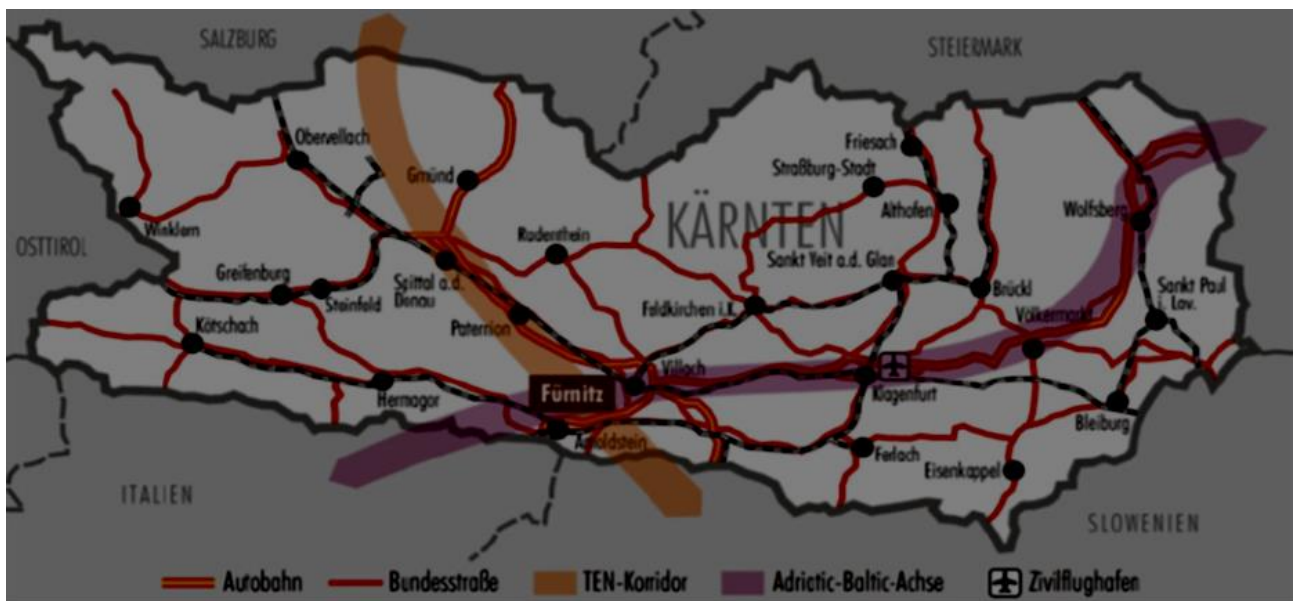 SALZBURG
STEIERMARK
Obervellach
Friesach
Straßburg-Stadt
Gmünd
KÄRNTEN
Althofen
Wolfsberg
Winklern
OSTTIROL
Radenthein
Sankt Veit a.d. Glan
Greifenburg
Spittal a.d.
Donau
Steinfeld
Brückl
Sankt Paul
i. Lav.
Feldkirchen i.K.
Völkermarkt
Kötschach
Paternion
Villach
Fürnitz
Klagenfurt
Hermagor
Bleiburg
Arnoldstein
Ferlach
Eisenkappel
ITALIEN
SLOWENIEN
Autobahn
Bundesstraße
TEN-Korridor
Adrictic-Baltic-Achse
Zivilflughafen